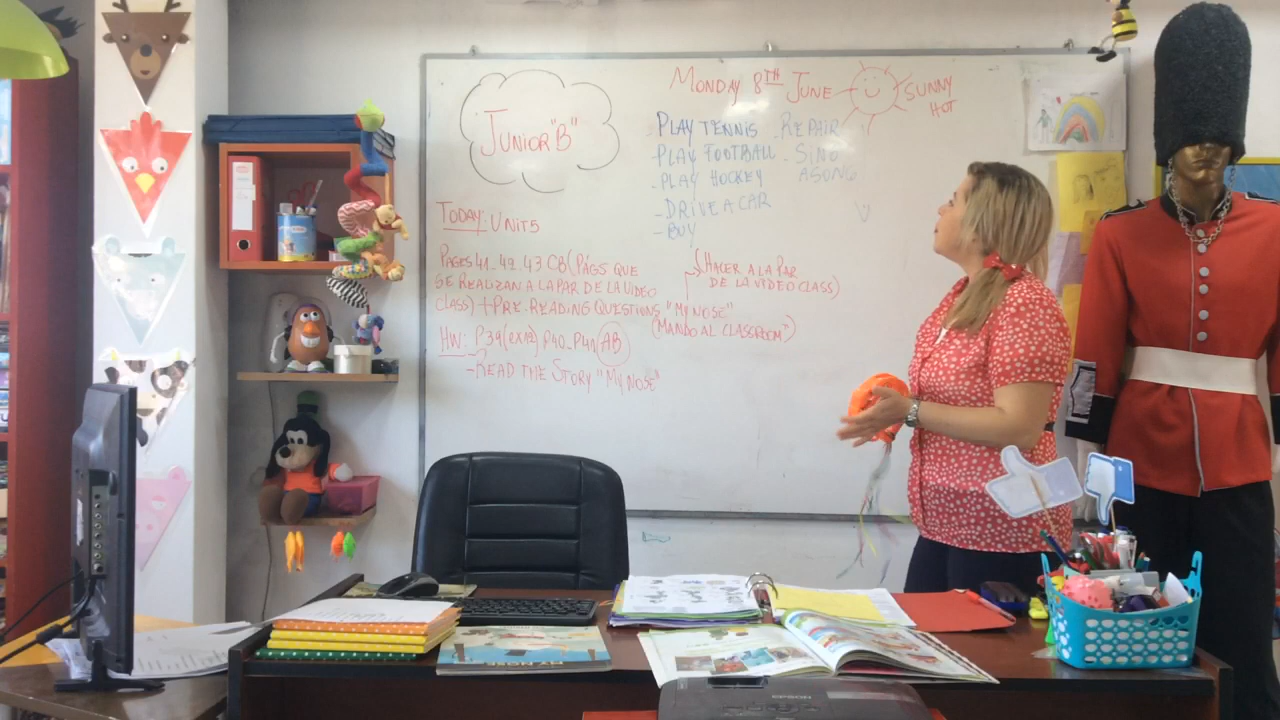 JUNIOR "B"
MONDAY 8TH JUNE
SUNNY
HOT
PLAY TENNIS
-PLAY FOOTBALL
-PLAY HOCKEY
-DRIVE A CAR
-BUY
-REPAIR
-SING
A SONG
TODAY: UNIT 5
PAGES 41-42-43 CB (PÁGS QUE
SE REALIZAN A LA PAR DE LA VIDEO
CLASS) + PRE-READING QUESTIONS "MY NOSE"
(HACER A LA PAR
DE LA VIDEO CLASS)
(MANDO AL CLASSROOM)
HW: P39 P40-P41 AB
-READ THE STORY "MY NOSE"